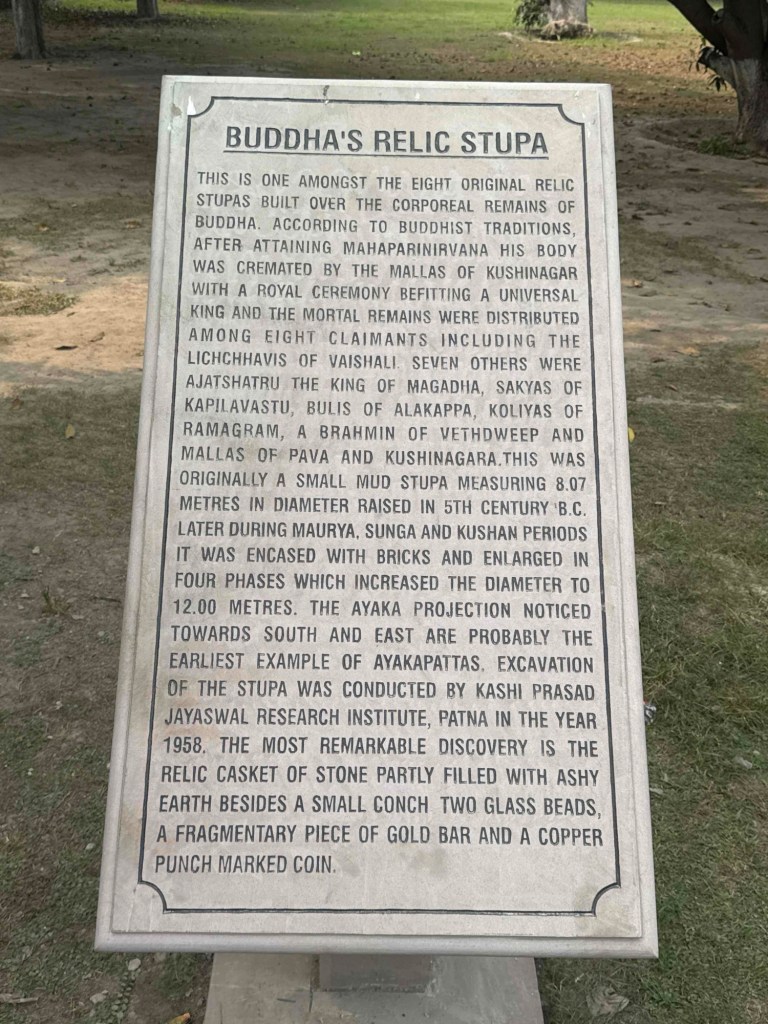 BUDDHA'S RELIC STUPA
THIS IS ONE AMONGST THE EIGHT ORIGINAL RELIC
STUPAS BUILT OVER THE CORPOREAL REMAINS OF
BUDDHA. ACCORDING TO BUDDHIST TRADITIONS,
AFTER ATTAINING MAHAPARINIRVANA HIS BODY
WAS CREMATED BY THE MALLAS OF KUSHINAGAR
WITH A ROYAL CEREMONY BEFITTING A UNIVERSAL
KING AND THE MORTAL REMAINS WERE DISTRIBUTED
AMONG EIGHT CLAIMANTS INCLUDING THE
LICHCHHAVIS OF VAISHALI. SEVEN OTHERS WERE
AJATSHATRU THE KING OF MAGADHA, SAKYAS OF
KAPILAVASTU, BULIS OF ALAKAPPA, KOLIYAS OF
RAMAGRAM, A BRAHMIN OF VETHDWEEP AND
MALLAS OF PAVA AND KUSHINAGARA.THIS WAS
ORIGINALLY A SMALL MUD STUPA MEASURING 8.07
METRES IN DIAMETER RAISED IN 5TH CENTURY B.C.
LATER DURING MAURYA, SUNGA AND KUSHAN PERIODS
IT WAS ENCASED WITH BRICKS AND ENLARGED IN
FOUR PHASES WHICH INCREASED THE DIAMETER TO
12.00 METRES. THE AYAKA PROJECTION NOTICED
TOWARDS SOUTH AND EAST ARE PROBABLY THE
EARLIEST EXAMPLE OF AYAKAPATTAS. EXCAVATION
OF THE STUPA WAS CONDUCTED BY KASHI PRASAD
JAYASWAL RESEARCH INSTITUTE, PATNA IN THE YEAR
1958. THE MOST REMARKABLE DISCOVERY IS THE
RELIC CASKET OF STONE PARTLY FILLED WITH ASHY
EARTH BESIDES A SMALL CONCH TWO GLASS BEADS,
A FRAGMENTARY PIECE OF GOLD BAR AND A COPPER
PUNCH MARKED COIN.